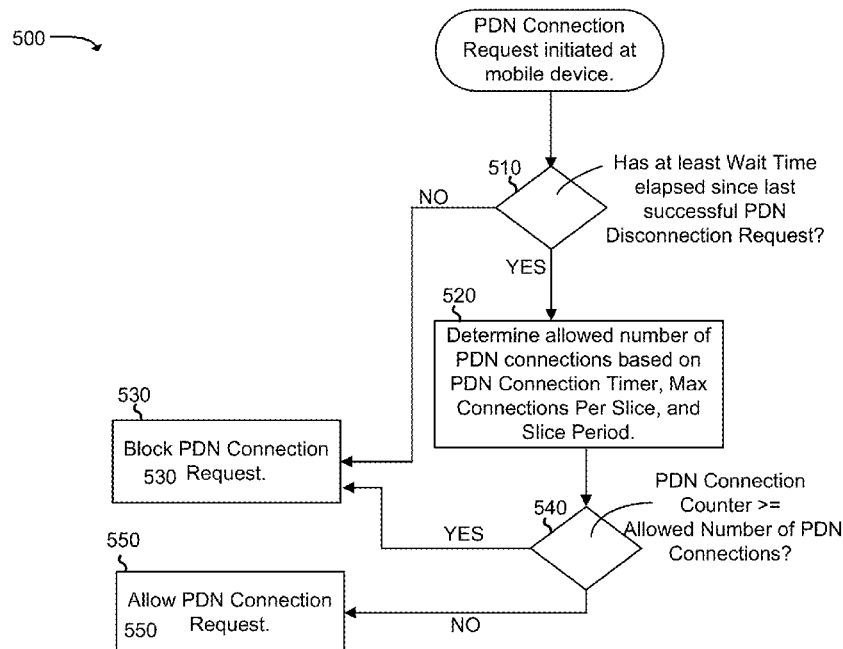 500
PDN Connection
Request initiated at
mobile device.
510
Has at least Wait Time
elapsed since last
successful PDN
Disconnection Request?
NO
YES
520
Determine allowed number of
PDN connections based on
PDN Connection Timer, Max
Connections Per Slice, and
Slice Period.
530
Block PDN Connection
530 Request.
PDN Connection
Counter >=
Allowed Number of PDN
Connections?
540
YES
550
Allow PDN Connection
550 Request.
NO